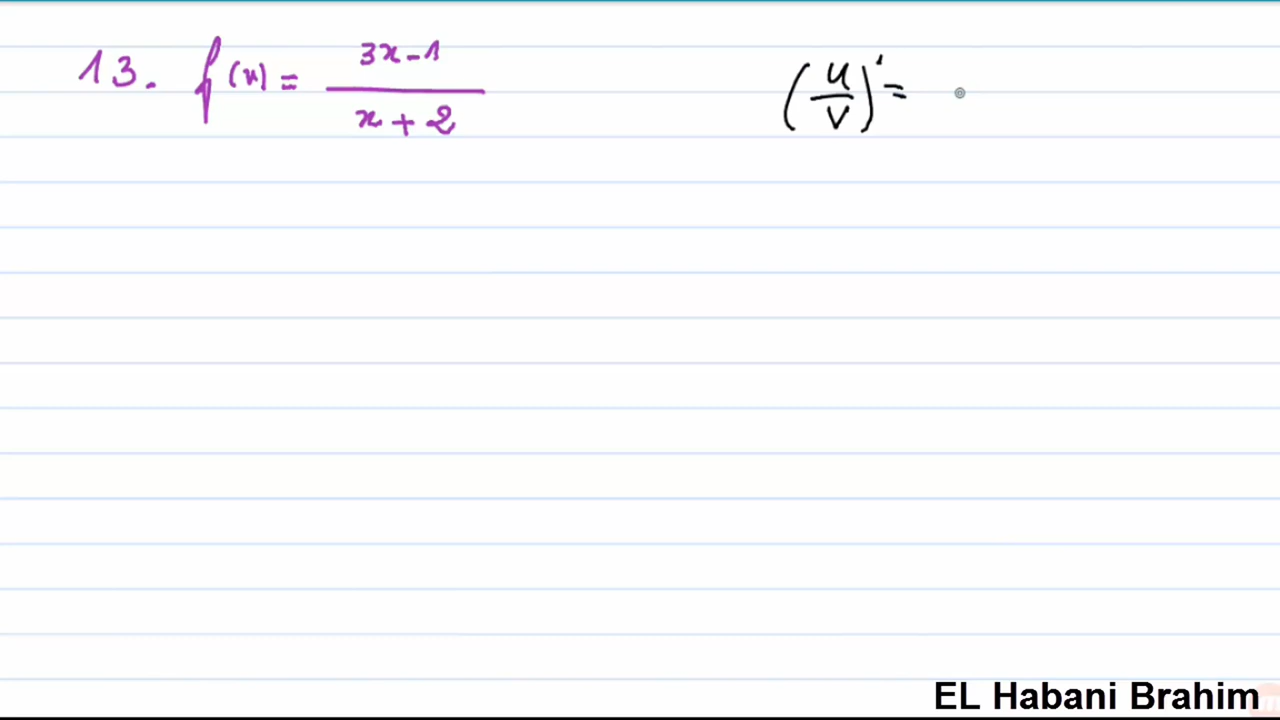 13. f(x) = (3x-1)/(x+2)
(u/v)' =
EL Habani Brahim